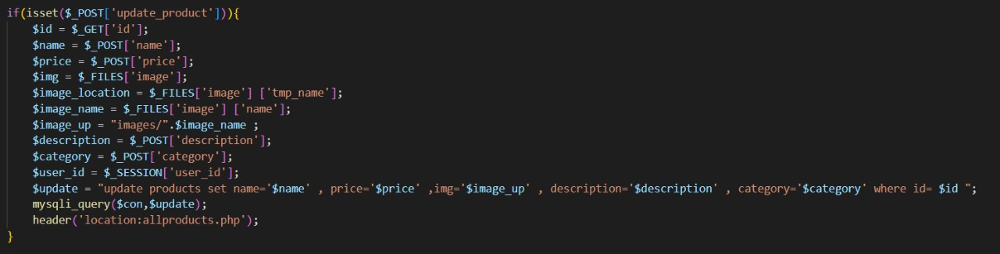 if(isset($_POST['update_product'])){
$id = $_GET['id'];
$name = $_POST['name'];
$price = $_POST['price'];
$img = $_FILES['image'];
$image_location = $_FILES['image'] ['tmp_name'];
$image_name = $_FILES['image'] ['name'];
$image_up = "images/".$image_name ;
$description = $_POST['description'];
$category = $_POST['category'];
$user_id = $_SESSION['user_id'];
$update = "update products set name='$name' , price='$price' ,img='$image_up' , description='$description' , category='$category' where id= $id ";
mysqli_query($con,$update);
header('location:allproducts.php');
}